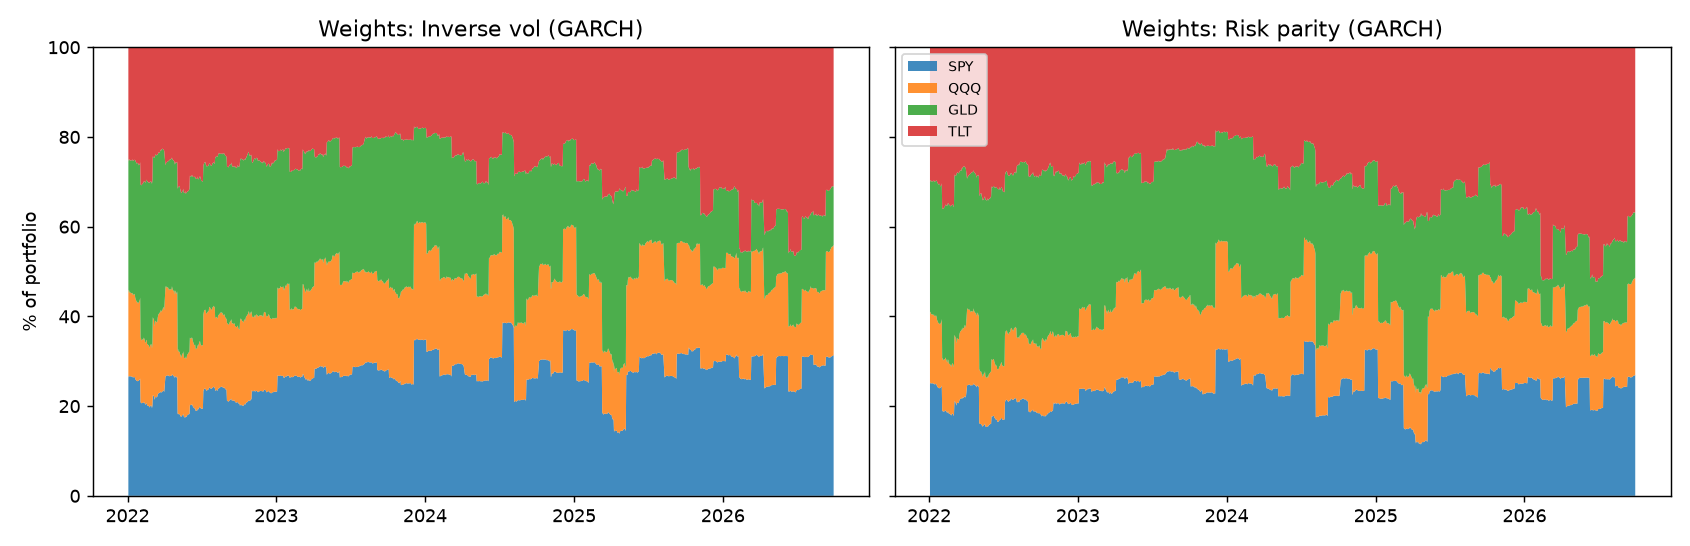 Weights: Inverse vol (GARCH)
Weights: Risk parity (GARCH)
% of portfolio
100
80
60
40
20
0
2022
2023
2024
2025
2026
SPY
QQQ
GLD
TLT
2022
2023
2024
2025
2026